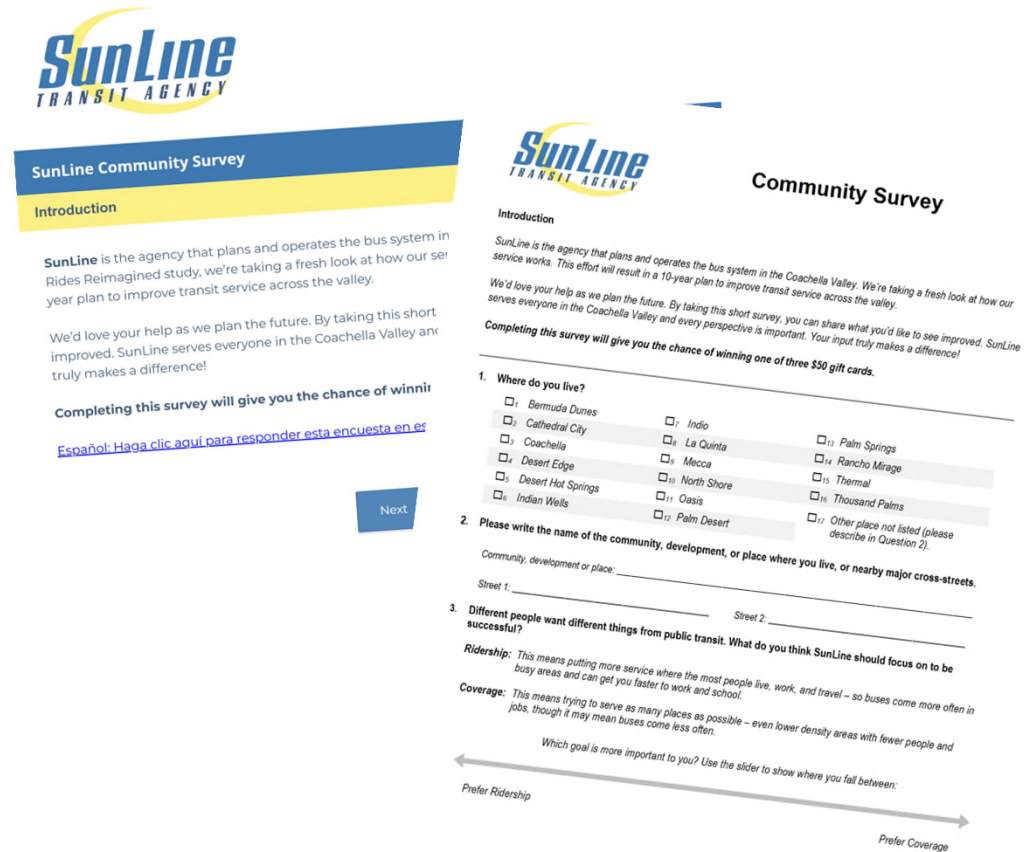 SunLine
TRANSIT AGENCY
SunLine Community Survey
Introduction
SunLine is the agency that plans and operates the bus system in
Rides Reimagined study, we're taking a fresh look at how our
year plan to improve transit service across the valley.
We'd love your help as we plan the future. By taking this short
improved. SunLine serves everyone in the Coachella Valley and
truly makes a difference!
Completing this survey will give you the chance of
Español: Haga clic aquí para responder esta encuesta en
Next
SunLine
TRANSIT AGENCY
Community Survey
Introduction
SunLine is the agency that plans and operates the bus system in the Coachella Valley. We're taking a fresh look at how our
service works. This effort will result in a 10-year plan to improve transit service across the valley.
We'd love your help as we plan the future. By taking this short survey, you can share what you'd like to see improved. SunLine
serves everyone in the Coachella Valley and every perspective is important. Your input truly makes a difference!
Completing this survey will give you the chance of winning one of three $50 gift cards.
1. Where do you live?
1 Bermuda Dunes
2 Cathedral City
3 Coachella
4 Desert Edge
5 Desert Hot Springs
6 Indian Wells
7 Indio
8 La Quinta
9 Mecca
10 North Shore
11 Oasis
12 Palm Desert
13 Palm Springs
14 Rancho Mirage
15 Thermal
16 Thousand Palms
17 Other place not listed (please
describe in Question 2).
2. Please write the name of the community, development, or place where you live, or nearby major cross-streets.
Community, development or place:
Street 1:
Street 2:
3. Different people want different things from public transit. What do you think SunLine should focus on to be
successful?
Ridership: This means putting more service where the most people live, work, and travel – so buses come more often in
busy areas and can get you faster to work and school.
Coverage: This means trying to serve as many places as possible – even lower density areas with fewer people and
jobs, though it may mean buses come less often.
Which goal is more important to you? Use the slider to show where you fall between:
Prefer Ridership
Prefer Coverage